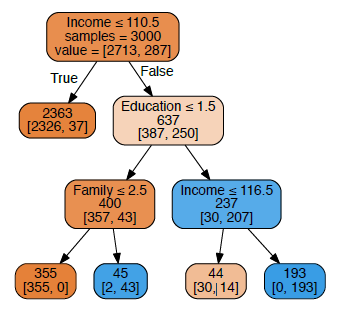 Income ≤ 110.5
samples = 3000
value = [2713, 287]
True
False
2363
[2326, 37]
Education ≤ 1.5
637
[387, 250]
Family ≤ 2.5
400
[357, 43]
Income ≤ 116.5
237
[30, 207]
355
[355, 0]
45
[2, 43]
44
[30, 14]
193
[0, 193]